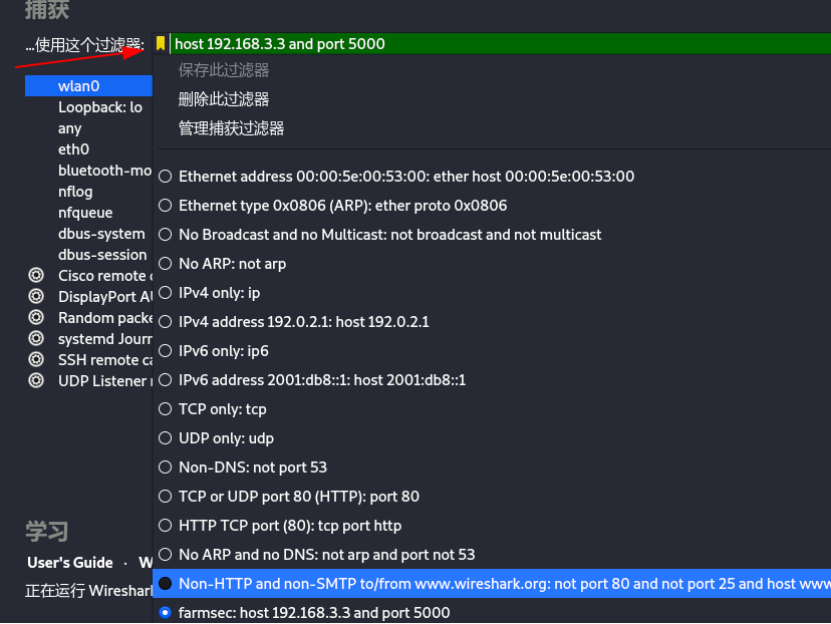 捕获
...使用这个过滤器:
host 192.168.3.3 and port 5000
保存此过滤器
删除此过滤器
管理捕获过滤器
wlan0
Loopback: lo
any
eth0
bluetooth-mo
nflog
nfqueue
dbus-system
dbus-session
Cisco remote
DisplayPort
Random packe
systemd Jour
SSH remote ca
UDP Listener
Ethernet address 00:00:5e:00:53:00: ether host 00:00:5e:00:53:00
Ethernet type 0x0806 (ARP): ether proto 0x0806
No Broadcast and no Multicast: not broadcast and not multicast
No ARP: not arp
IPv4 only: ip
IPv4 address 192.0.2.1: host 192.0.2.1
IPv6 only: ip6
IPv6 address 2001:db8::1: host 2001:db8::1
TCP only: tcp
UDP only: udp
Non-DNS: not port 53
TCP or UDP port 80 (HTTP): port 80
HTTP TCP port (80): tcp port http
No ARP and no DNS: not arp and port not 53
Non-HTTP and non-SMTP to/from www.wireshark.org: not port 80 and not port 25 and host www
farmsec: host 192.168.3.3 and port 5000
学习
User's Guide · W
正在运行 Wireshar